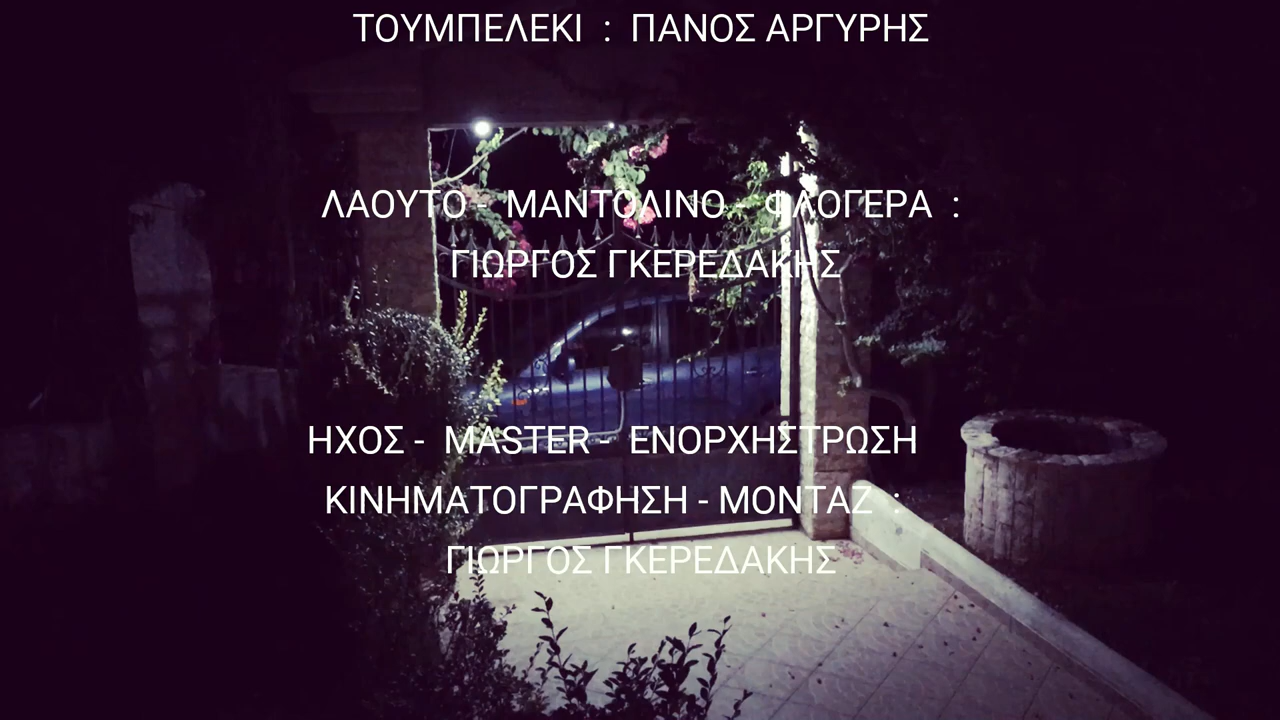 ΤΟΥΜΠΕΛΕΚΙ : ΠΑΝΟΣ ΑΡΓΥΡΗΣ
ΛΑΟΥΤΟ - ΜΑΝΤΟΛΙΝΟ - ΦΛΟΓΕΡΑ :
ΓΙΩΡΓΟΣ ΓΚΕΡΕΔΑΚΗΣ
ΗΧΟΣ - MASTER - ΕΝΟΡΧΗΣΤΡΩΣΗ
ΚΙΝΗΜΑΤΟΓΡΑΦΗΣΗ - ΜΟΝΤΑΖ :
ΓΙΩΡΓΟΣ ΓΚΕΡΕΔΑΚΗΣ